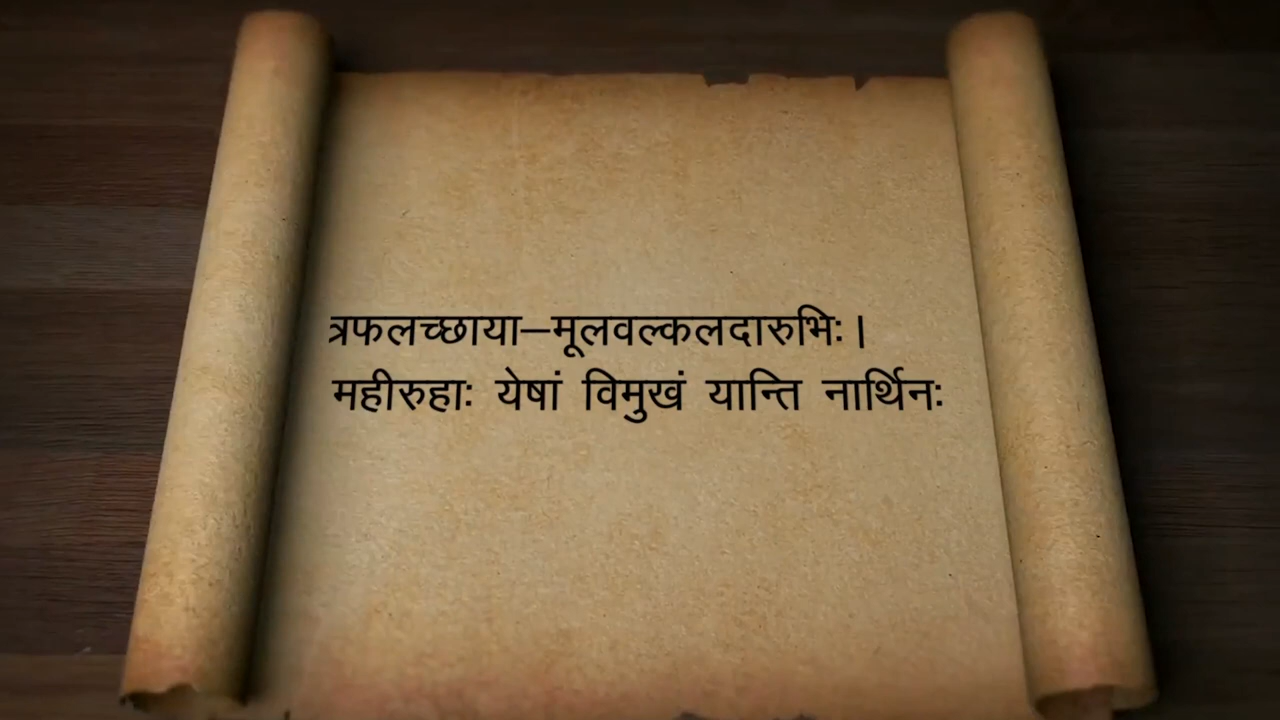 त्रफलच्छाया—मूलवल्कलदारुभिः।
महीरुहाः येषां विमुखं यान्ति नार्थिनः